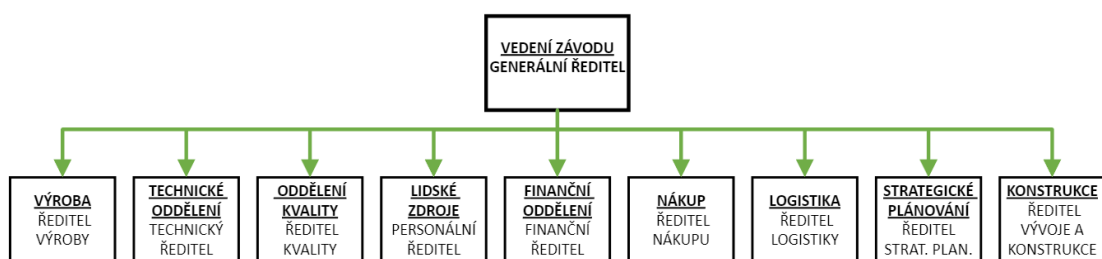 VEDENÍ ZÁVODU
GENERÁLNÍ ŘEDITEL
VÝROBA
ŘEDITEL
VÝROBY
TECHNICKÉ
ODDĚLENÍ
TECHNICKÝ
ŘEDITEL
ODDĚLENÍ
KVALITY
ŘEDITEL
KVALITY
LIDSKÉ
ZDROJE
PERSONÁLNÍ
ŘEDITEL
FINANČNÍ
ODDĚLENÍ
FINANČNÍ
ŘEDITEL
NÁKUP
ŘEDITEL
NÁKUPU
LOGISTIKA
ŘEDITEL
LOGISTIKY
STRATEGICKÉ
PLÁNOVÁNÍ
ŘEDITEL
STRAT. PLAN.
KONSTRUKCE
ŘEDITEL
VÝVOJE A
KONSTRUKCE